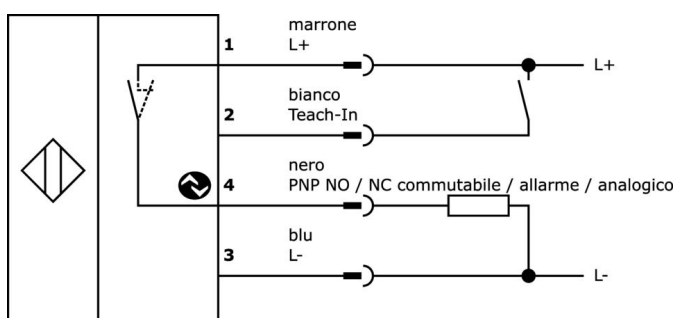 marrone
1 L+
L+
bianco
2 Teach-In
nero
4 PNP NO / NC commutabile / allarme / analogico
blu
3 L-
L-